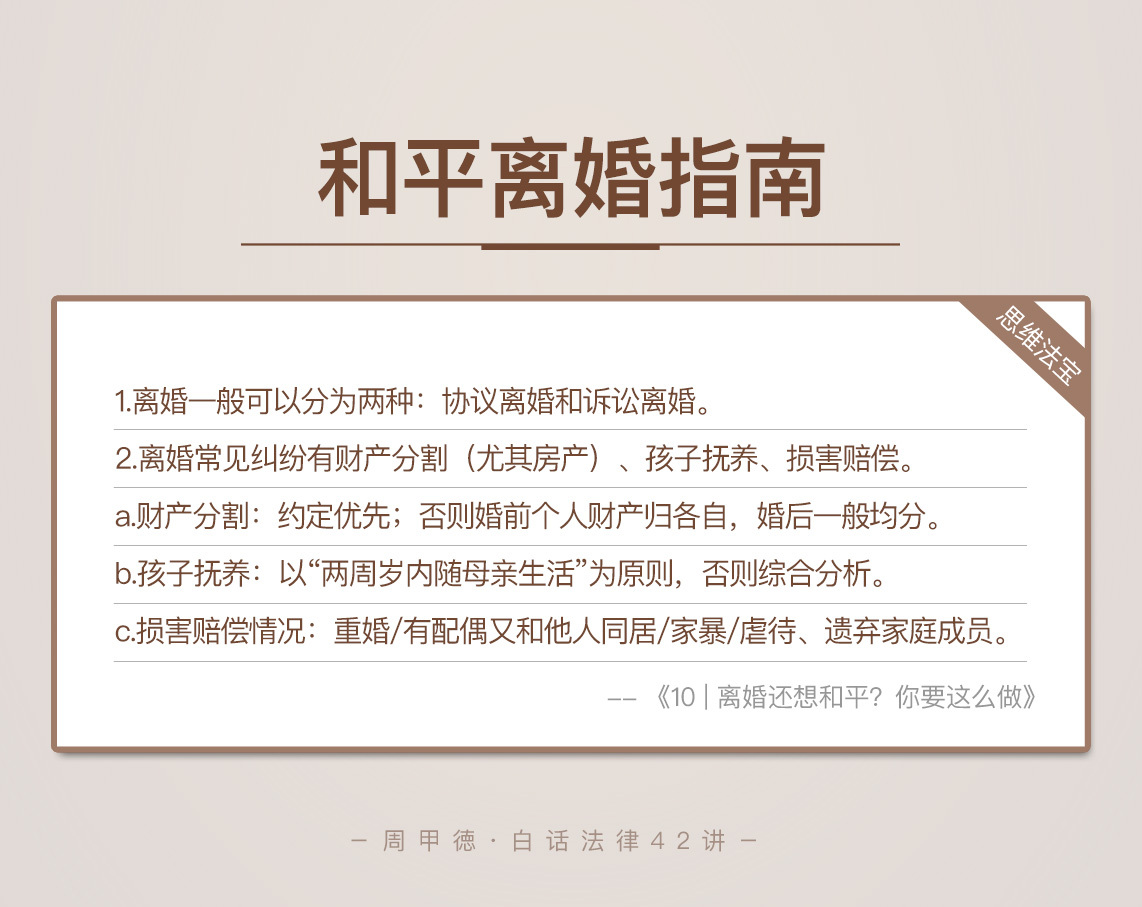 和平离婚指南
思维法宝
1.离婚一般可以分为两种：协议离婚和诉讼离婚。
2.离婚常见纠纷有财产分割（尤其房产）、孩子抚养、损害赔偿。
a.财产分割：约定优先；否则婚前个人财产归各自，婚后一般均分。
b.孩子抚养：以“两周岁内随母亲生活”为原则，否则综合分析。
c.损害赔偿情况：重婚/有配偶又和他人同居/家暴/虐待、遗弃家庭成员。
–– 《10 | 离婚还想和平？你要这么做》
– 周甲徳 · 白话法律42讲 –